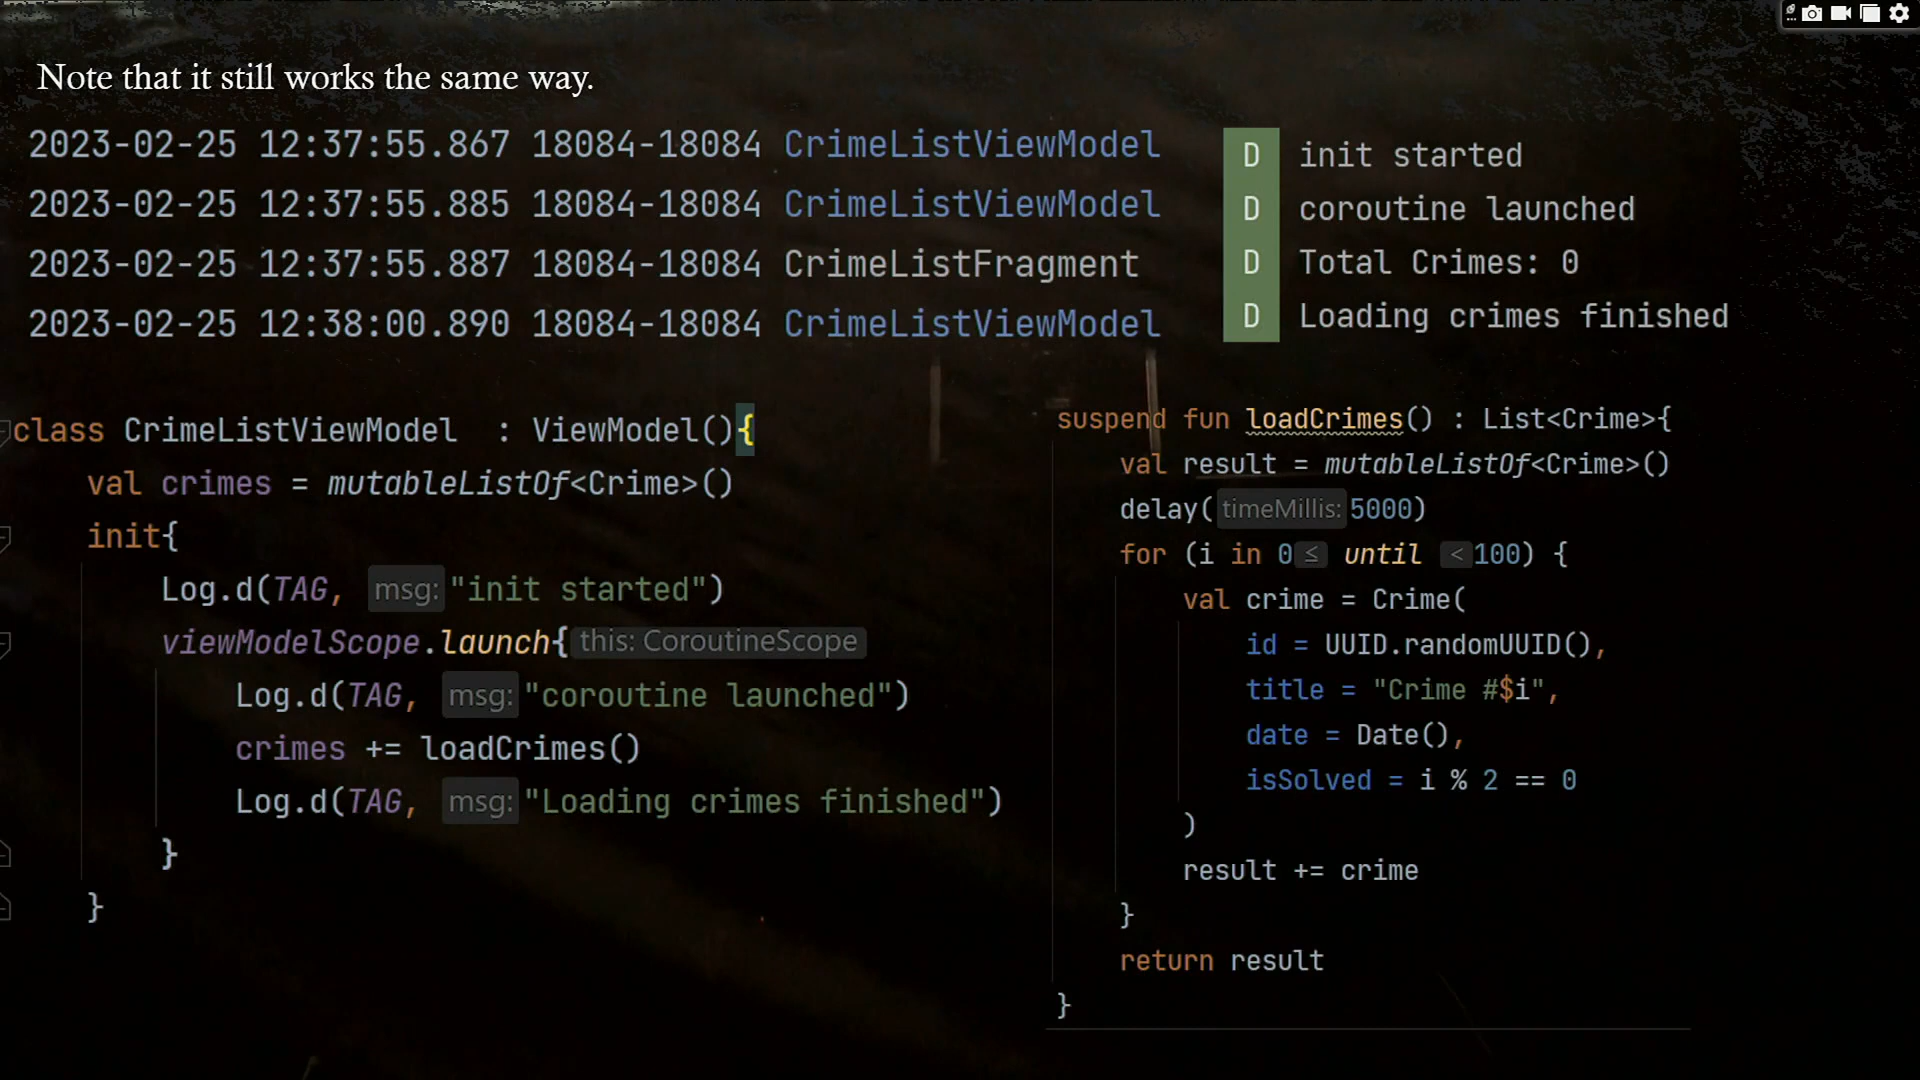 Note that it still works the same way.
2023-02-25 12:37:55.867 18084-18084 CrimeListViewModel D init started
2023-02-25 12:37:55.885 18084-18084 CrimeListViewModel D coroutine launched
2023-02-25 12:37:55.887 18084-18084 CrimeListFragment D Total Crimes: 0
2023-02-25 12:38:00.890 18084-18084 CrimeListViewModel D Loading crimes finished
class CrimeListViewModel : ViewModel(){
val crimes = mutableListOf<Crime>()
init{
Log.d(TAG, msg: "init started")
viewModelScope.launch{ this: CoroutineScope
Log.d(TAG, msg: "coroutine launched")
crimes += loadCrimes()
Log.d(TAG, msg: "Loading crimes finished")
}
}
suspend fun loadCrimes() : List<Crime>{
val result = mutableListOf<Crime>()
delay( timeMillis: 5000)
for (i in 0 ≤ until < 100) {
val crime = Crime(
id = UUID.randomUUID(),
title = "Crime #$i",
date = Date(),
isSolved = i % 2 == 0
)
result += crime
}
return result
}